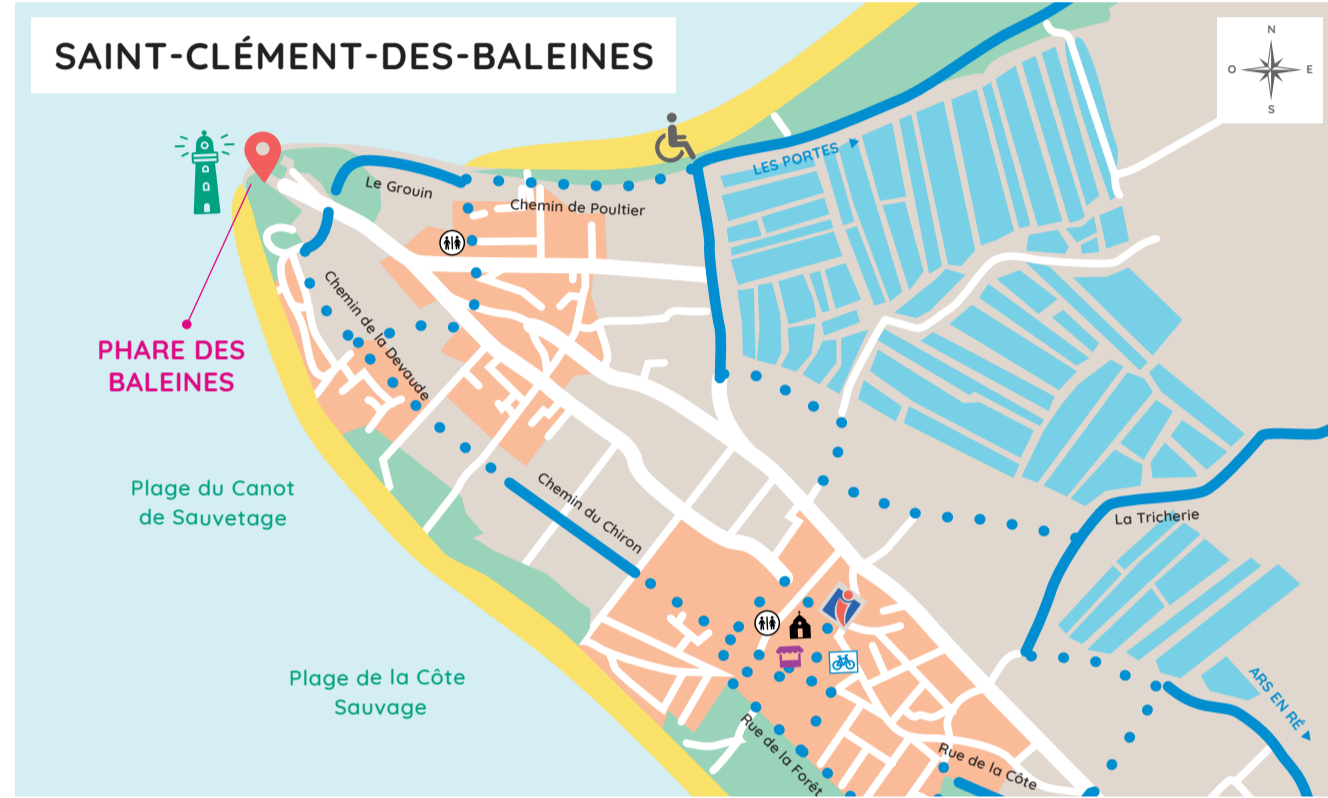 SAINT-CLÉMENT-DES-BALEINES
N
O
E
S
LES PORTES
Le Grouin
Chemin de Poultier
Chemin de la Devaude
PHARE DES
BALEINES
Plage du Canot
de Sauvetage
Chemin du Chiron
La Tricherie
Plage de la Côte
Sauvage
ARS EN RÉ
Rue de la Forêt
Rue de la Côte
i